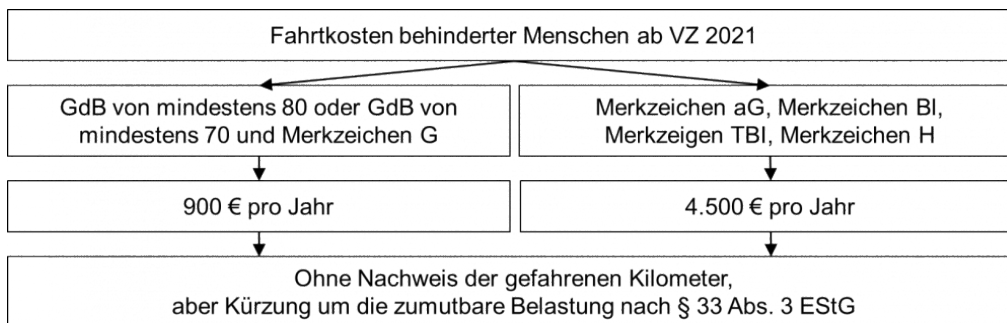 Fahrtkosten behinderter Menschen ab VZ 2021
GdB von mindestens 80 oder GdB von
mindestens 70 und Merkzeichen G
Merkzeichen aG, Merkzeichen BI,
Merkzeigen TBI, Merkzeichen H
900 € pro Jahr
4.500 € pro Jahr
Ohne Nachweis der gefahrenen Kilometer,
aber Kürzung um die zumutbare Belastung nach § 33 Abs. 3 EStG